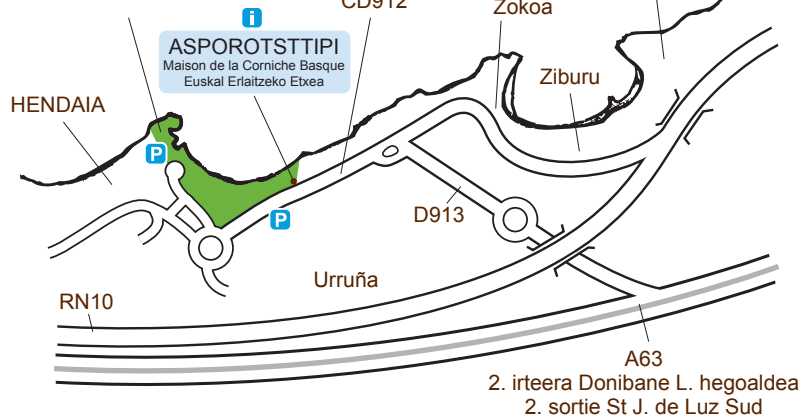 CD912
Zokoa
i
ASPOROTSTTIPI
Maison de la Corniche Basque
Euskal Erlaitzeko Etxea
Ziburu
HENDAIA
P
P
D913
Urruña
RN10
A63
2. irteera Donibane L. hegoaldea
2. sortie St J. de Luz Sud